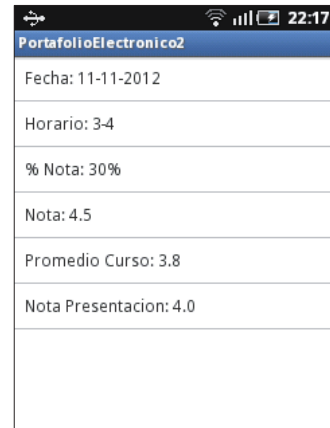 22:17
PortafolioElectronico2
Fecha: 11-11-2012
Horario: 3-4
% Nota: 30%
Nota: 4.5
Promedio Curso: 3.8
Nota Presentacion: 4.0